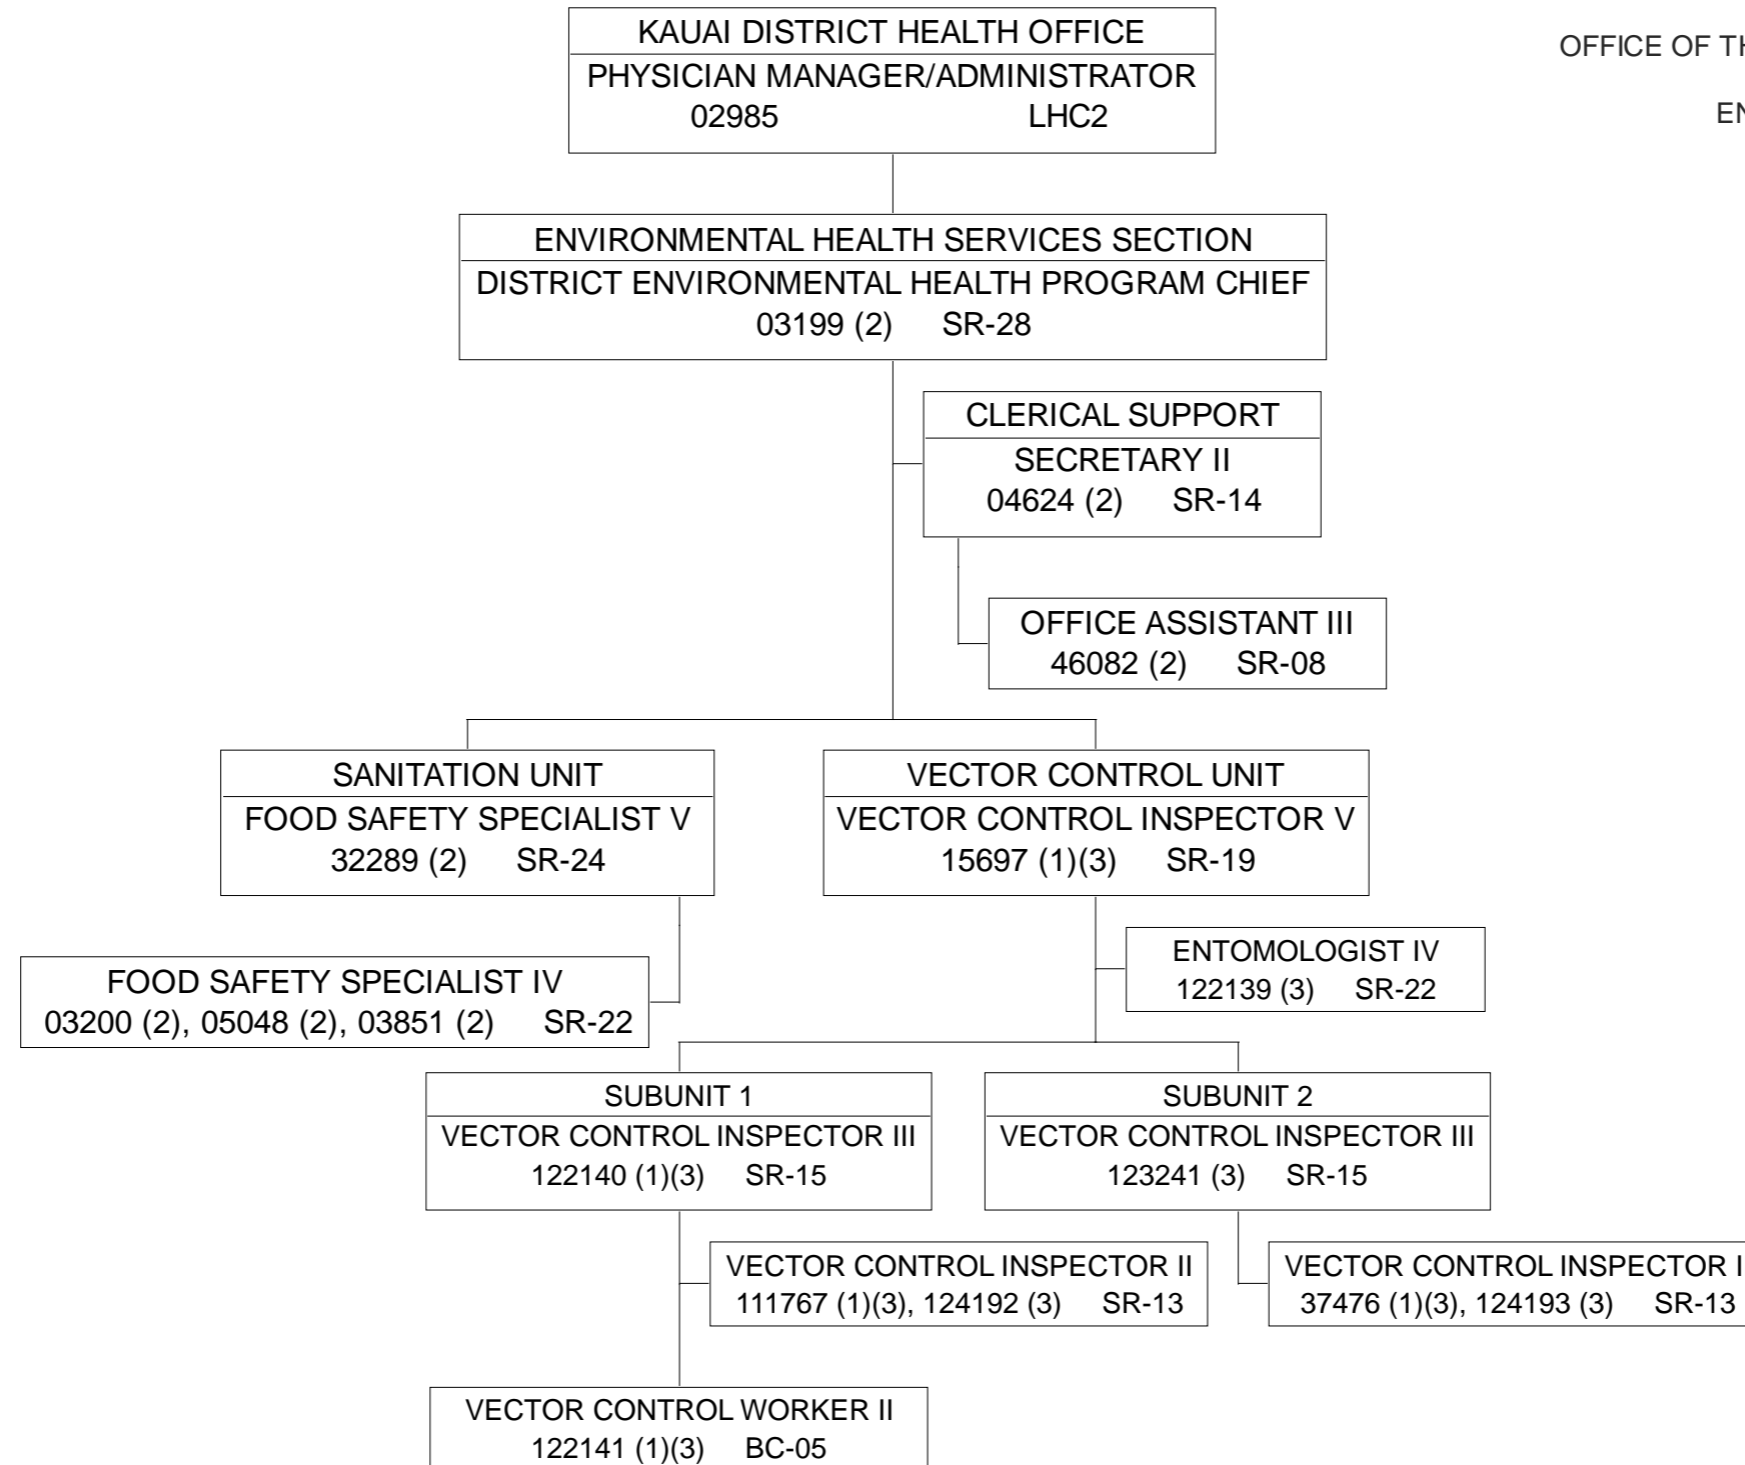 KAUAI DISTRICT HEALTH OFFICE
PHYSICIAN MANAGER/ADMINISTRATOR
02985 LHC2
OFFICE OF TH
EN
ENVIRONMENTAL HEALTH SERVICES SECTION
DISTRICT ENVIRONMENTAL HEALTH PROGRAM CHIEF
03199 (2) SR-28
CLERICAL SUPPORT
SECRETARY II
04624 (2) SR-14
OFFICE ASSISTANT III
46082 (2) SR-08
SANITATION UNIT
FOOD SAFETY SPECIALIST V
32289 (2) SR-24
VECTOR CONTROL UNIT
VECTOR CONTROL INSPECTOR V
15697 (1)(3) SR-19
FOOD SAFETY SPECIALIST IV
03200 (2), 05048 (2), 03851 (2) SR-22
ENTOMOLOGIST IV
122139 (3) SR-22
SUBUNIT 1
VECTOR CONTROL INSPECTOR III
122140 (1)(3) SR-15
SUBUNIT 2
VECTOR CONTROL INSPECTOR III
123241 (3) SR-15
VECTOR CONTROL INSPECTOR II
111767 (1)(3), 124192 (3) SR-13
VECTOR CONTROL INSPECTOR I
37476 (1)(3), 124193 (3) SR-13
VECTOR CONTROL WORKER II
122141 (1)(3) BC-05